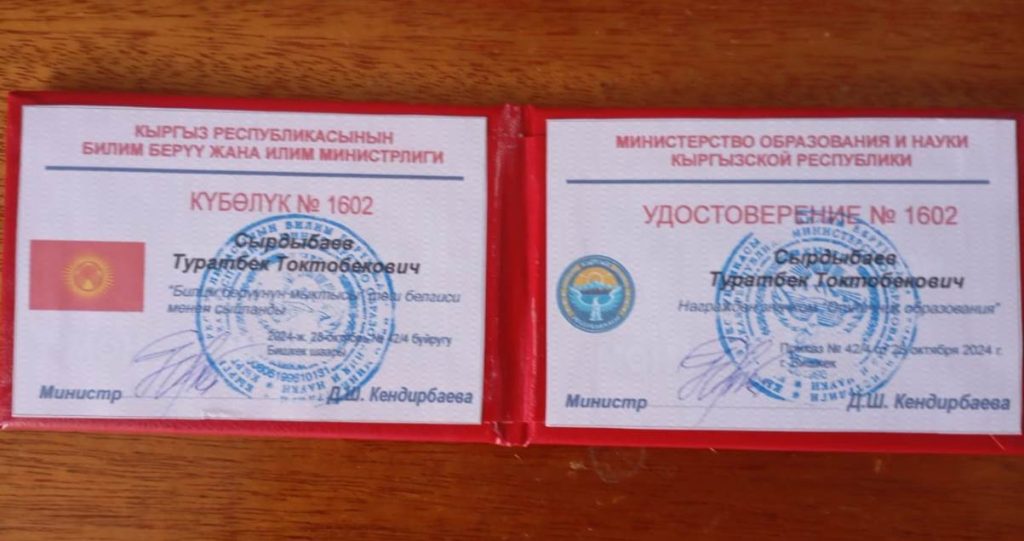 КЫРГЫЗ РЕСПУБЛИКАСЫНЫН
БИЛИМ БЕРҮҮ ЖАНА ИЛИМ МИНИСТРЛИГИ
КҮБӨЛҮК № 1602
Сырдыбаев
Туратбек Токтобекович
"Билим берүүнүн мыктысы" төш белгиси
менен сыйланды
2024-ж. 28-октябрь № 42/4 буйругу
Бишкек шаары
Министр Д.Ш. Кендирбаева
МИНИСТЕРСТВО ОБРАЗОВАНИЯ И НАУКИ
КЫРГЫЗСКОЙ РЕСПУБЛИКИ
УДОСТОВЕРЕНИЕ № 1602
Сырдыбаев
Туратбек Токтобекович
образования"
Приказ № 42/4 от октября 2024 г.
г. Бишкек
Министр Д.Ш. Кендирбаева